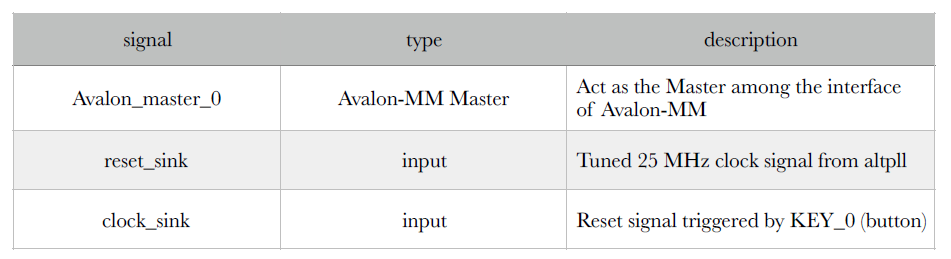 signal type description
Avalon_master_0 Avalon-MM Master Act as the Master among the interface
of Avalon-MM
reset_sink input Tuned 25 MHz clock signal from altpll
clock_sink input Reset signal triggered by KEY_0 (button)